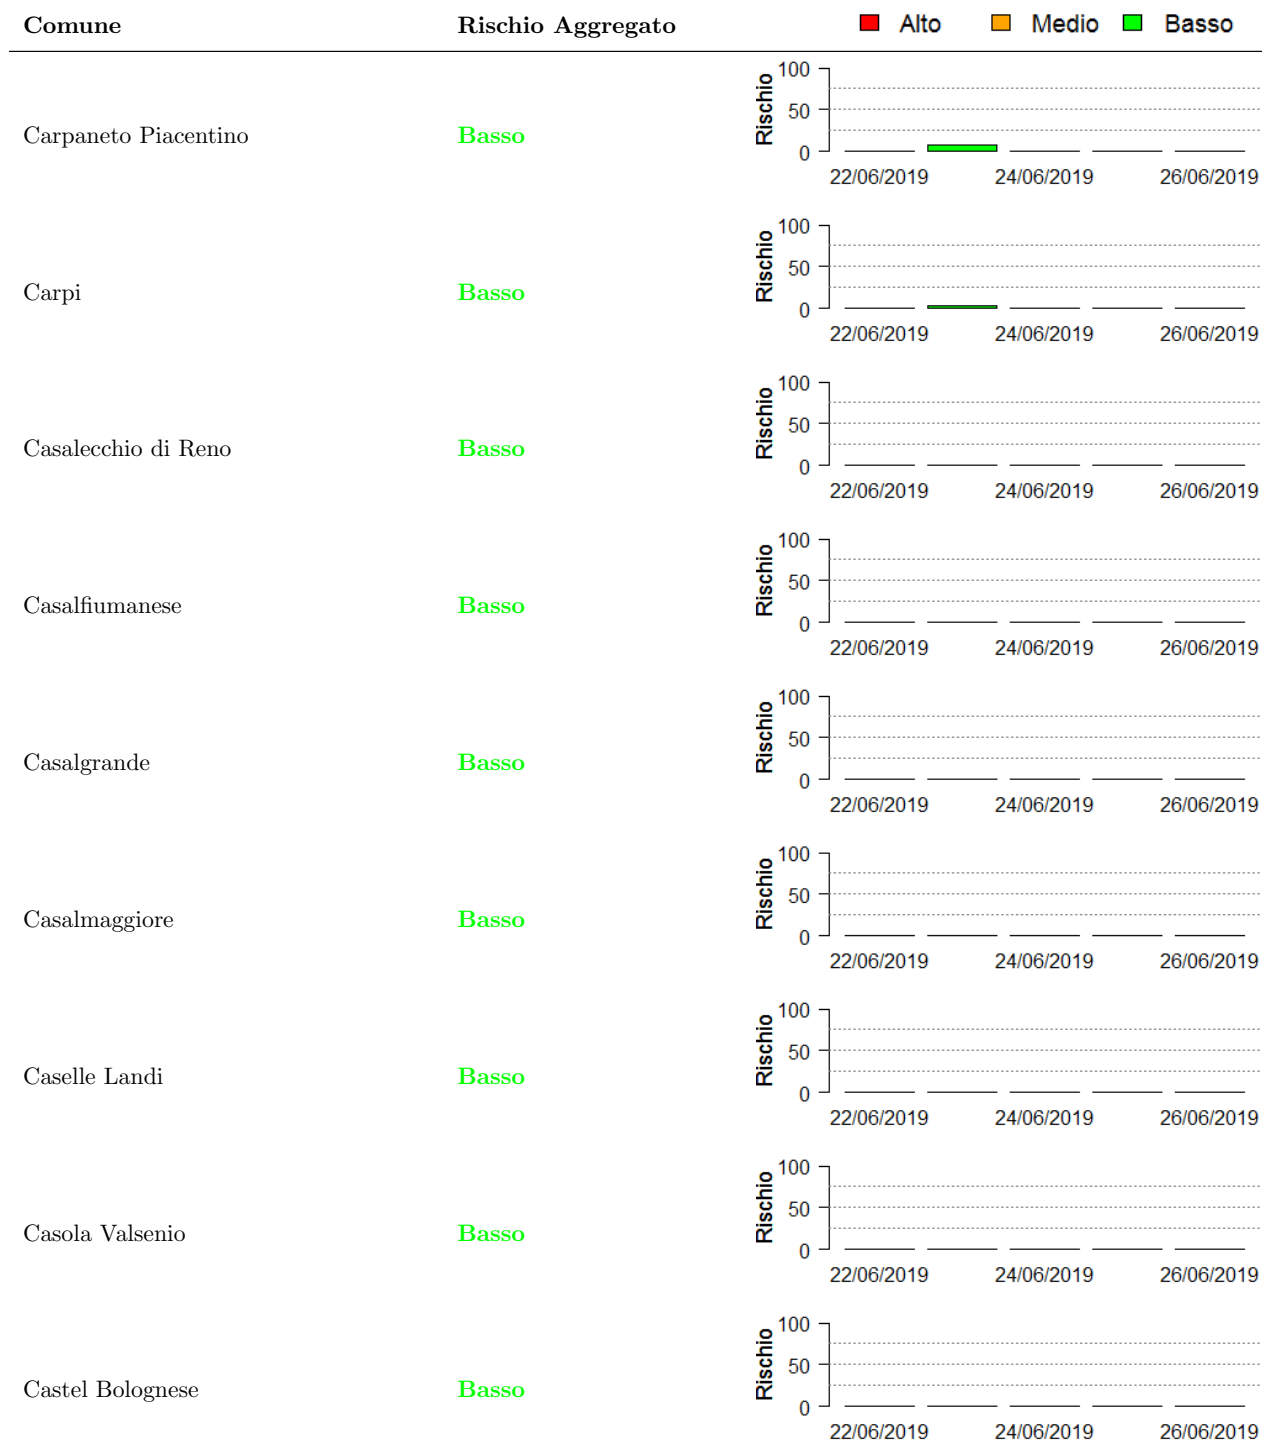 Comune Rischio Aggregato Alto Medio Basso
100
50
0
Rischio
Carpaneto Piacentino Basso
22/06/2019 24/06/2019 26/06/2019
100
50
0
Rischio
Carpi Basso
22/06/2019 24/06/2019 26/06/2019
100
50
0
Rischio
Casalecchio di Reno Basso
22/06/2019 24/06/2019 26/06/2019
100
50
0
Rischio
Casalfiumanese Basso
22/06/2019 24/06/2019 26/06/2019
100
50
0
Rischio
Casalgrande Basso
22/06/2019 24/06/2019 26/06/2019
100
50
0
Rischio
Casalmaggiore Basso
22/06/2019 24/06/2019 26/06/2019
100
50
0
Rischio
Caselle Landi Basso
22/06/2019 24/06/2019 26/06/2019
100
50
0
Rischio
Casola Valsenio Basso
22/06/2019 24/06/2019 26/06/2019
100
50
0
Rischio
Castel Bolognese Basso
22/06/2019 24/06/2019 26/06/2019